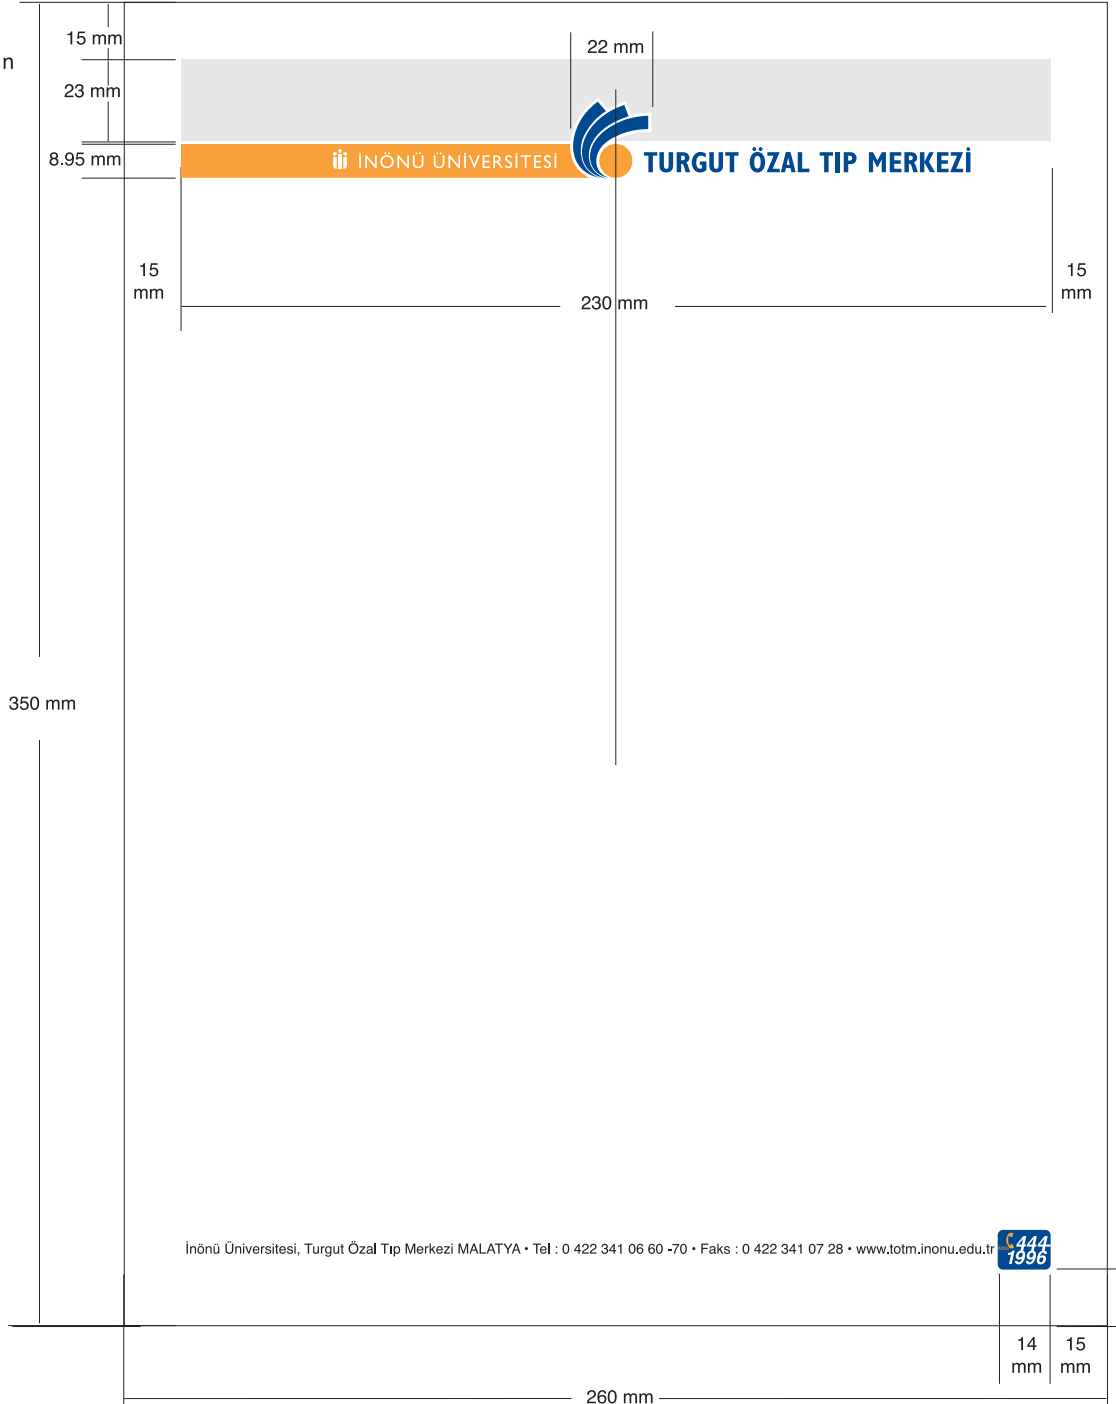 15 mm
22 mm
n
23 mm
8.95 mm
İNÖNÜ ÜNİVERSİTESİ
TURGUT ÖZAL TIP MERKEZİ
15
mm
15
mm
230 mm
350 mm
İnönü Üniversitesi, Turgut Özal Tıp Merkezi MALATYA • Tel : 0 422 341 06 60 -70 • Faks : 0 422 341 07 28 • www.totm.inonu.edu.tr
444
1996
14
mm
15
mm
260 mm